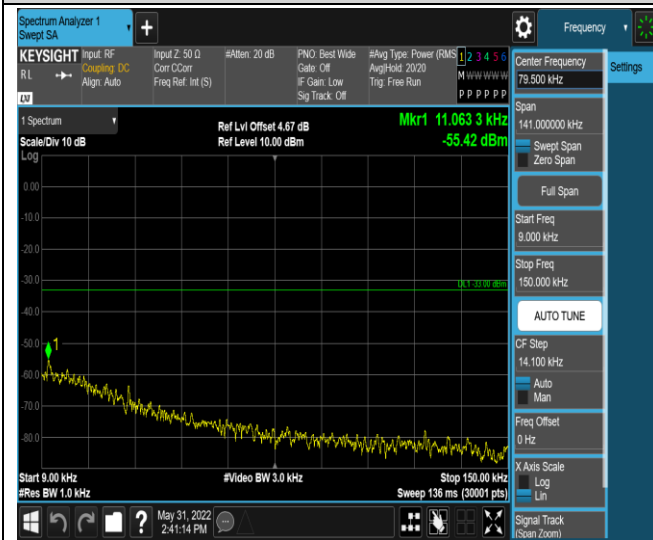 Spectrum Analyzer 1
Swept SA
Frequency
KEYSIGHT
RL
Input: RF
Coupling: DC
Align: Auto
Input Z: 50 Ω
Corr CCorr
Freq Ref: Int (S)
#Atten: 20 dB
PNO: Best Wide
Gate: Off
IF Gain: Low
Sig Track: Off
#Avg Type: Power (RMS
Avg|Hold: 20/20
Trig: Free Run
1 2 3 4 5 6
M W W W W W
P P P P P P
1 Spectrum
Scale/Div 10 dB
Ref Lvl Offset 4.67 dB
Ref Level 10.00 dBm
Mkr1 11.063 3 kHz
-55.42 dBm
Log
0.00
-10.0
-20.0
-30.0
DL1 -33.00 dBm
-40.0
-50.0
1
-60.0
-70.0
-80.0
Start 9.00 kHz
#Res BW 1.0 kHz
#Video BW 3.0 kHz
Stop 150.00 kHz
Sweep 136 ms (30001 pts)
Center Frequency
79.500 kHz
Settings
Span
141.000000 kHz
Swept Span
Zero Span
Full Span
Start Freq
9.000 kHz
Stop Freq
150.000 kHz
AUTO TUNE
CF Step
14.100 kHz
Auto
Man
Freq Offset
0 Hz
X Axis Scale
Log
Lin
Signal Track
(Span Zoom)
May 31, 2022
2:41:14 PM